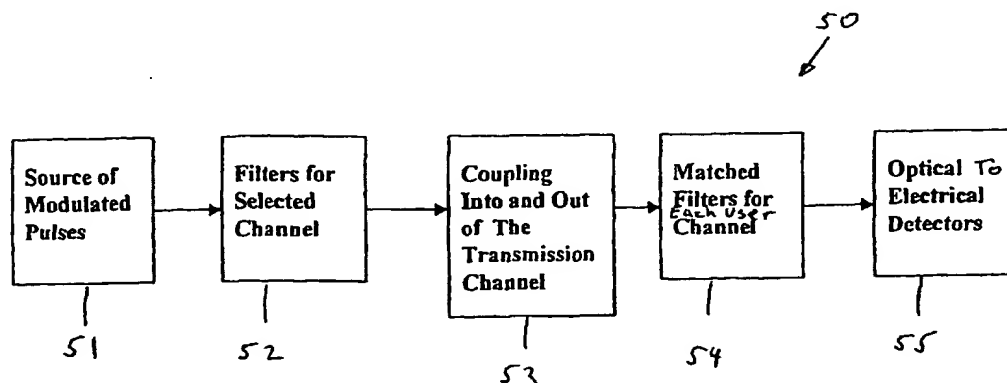 50
Source of
Modulated
Pulses
Filters for
Selected
Channel
Coupling
Into and Out
of The
Transmission
Channel
Matched
Filters for
Each User
Channel
Optical To
Electrical
Detectors
51
52
53
54
55